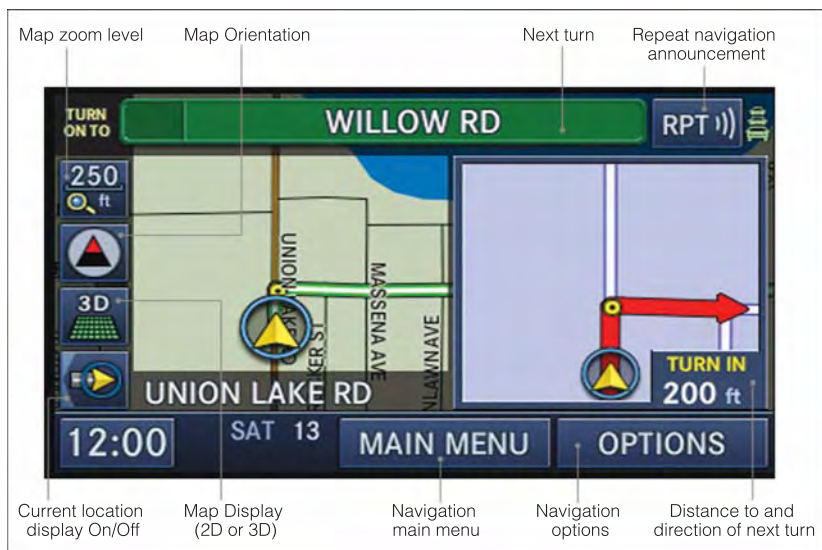 Map zoom level
Map Orientation
Next turn
Repeat navigation
announcement
TURN
ON TO
WILLOW RD
RPT
250
ft
3D
UNION LAKE RD
MASSENA AVE
UNION LAKE RD
TURN IN
200 ft
12:00
SAT 13
MAIN MENU
OPTIONS
Current location
display On/Off
Map Display
(2D or 3D)
Navigation
main menu
Navigation
options
Distance to and
direction of next turn